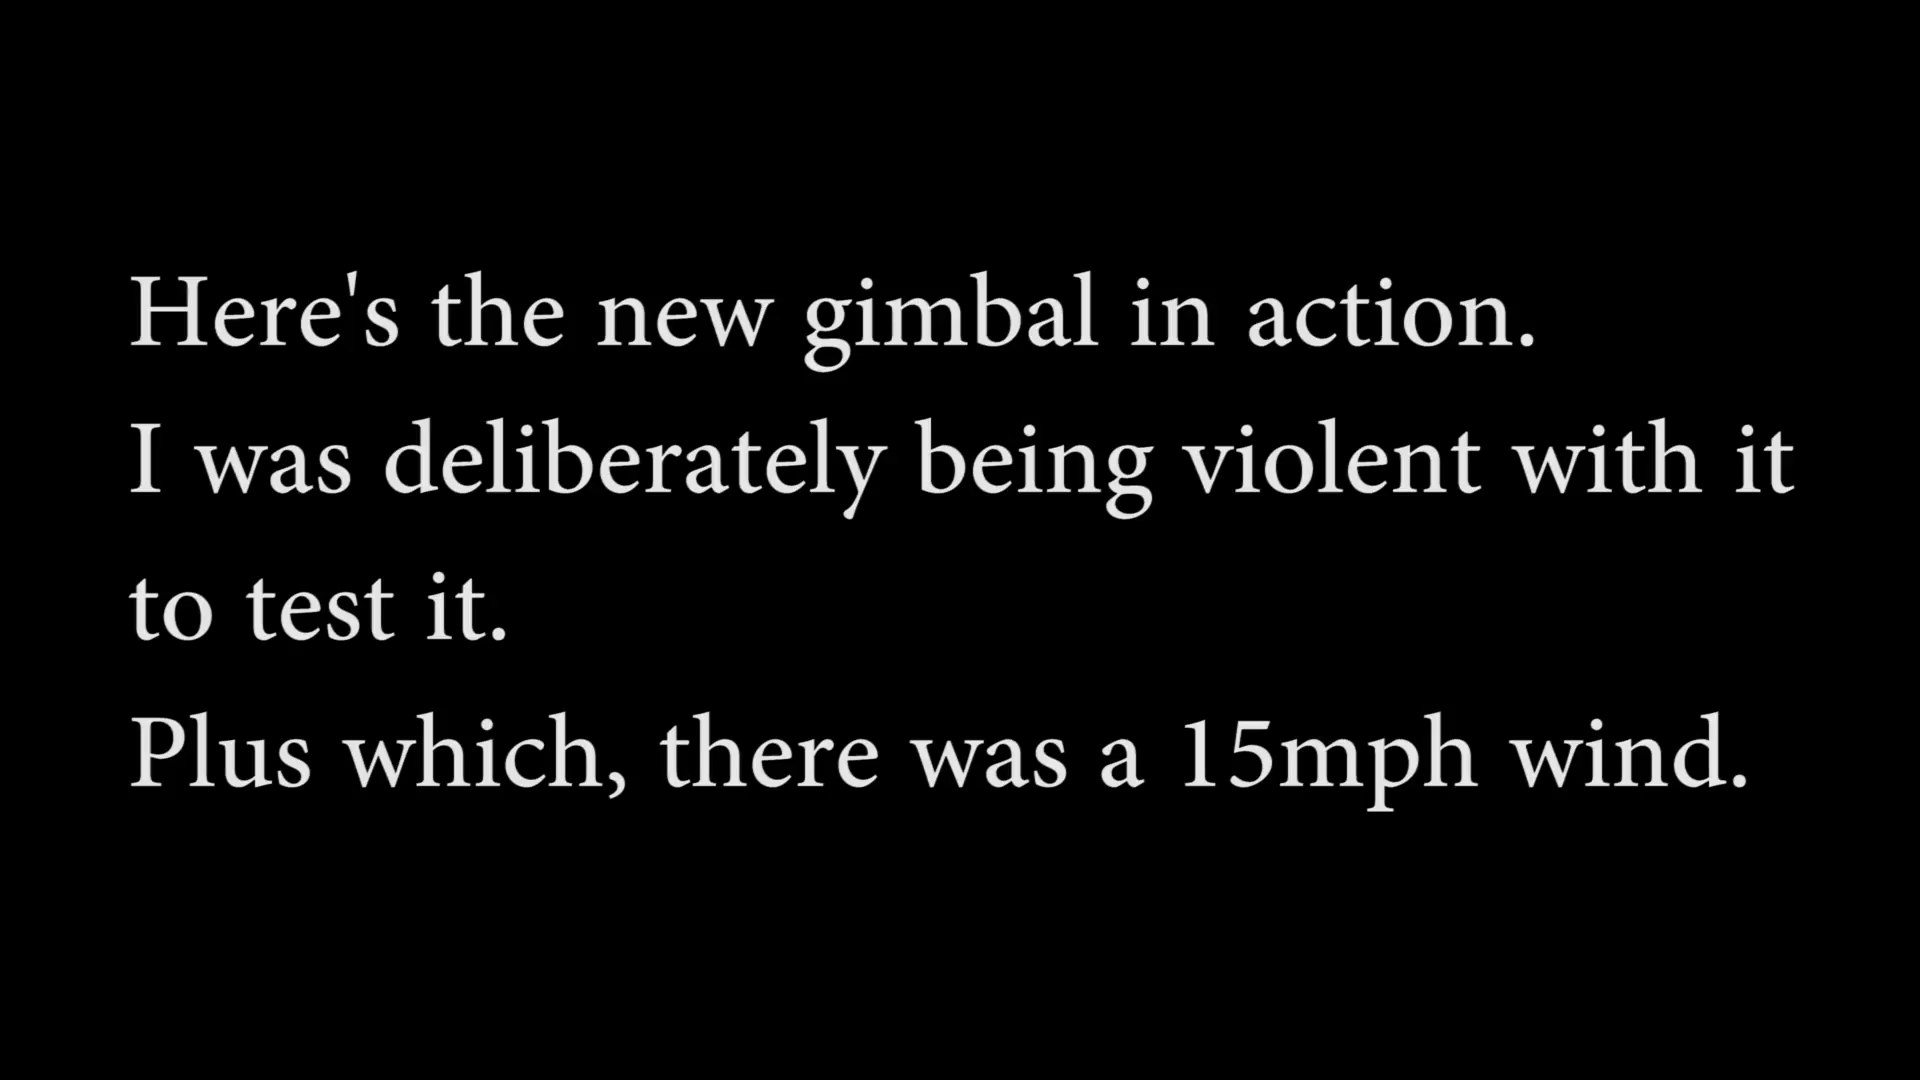 Here's the new gimbal in action.
I was deliberately being violent with it
to test it.
Plus which, there was a 15mph wind.